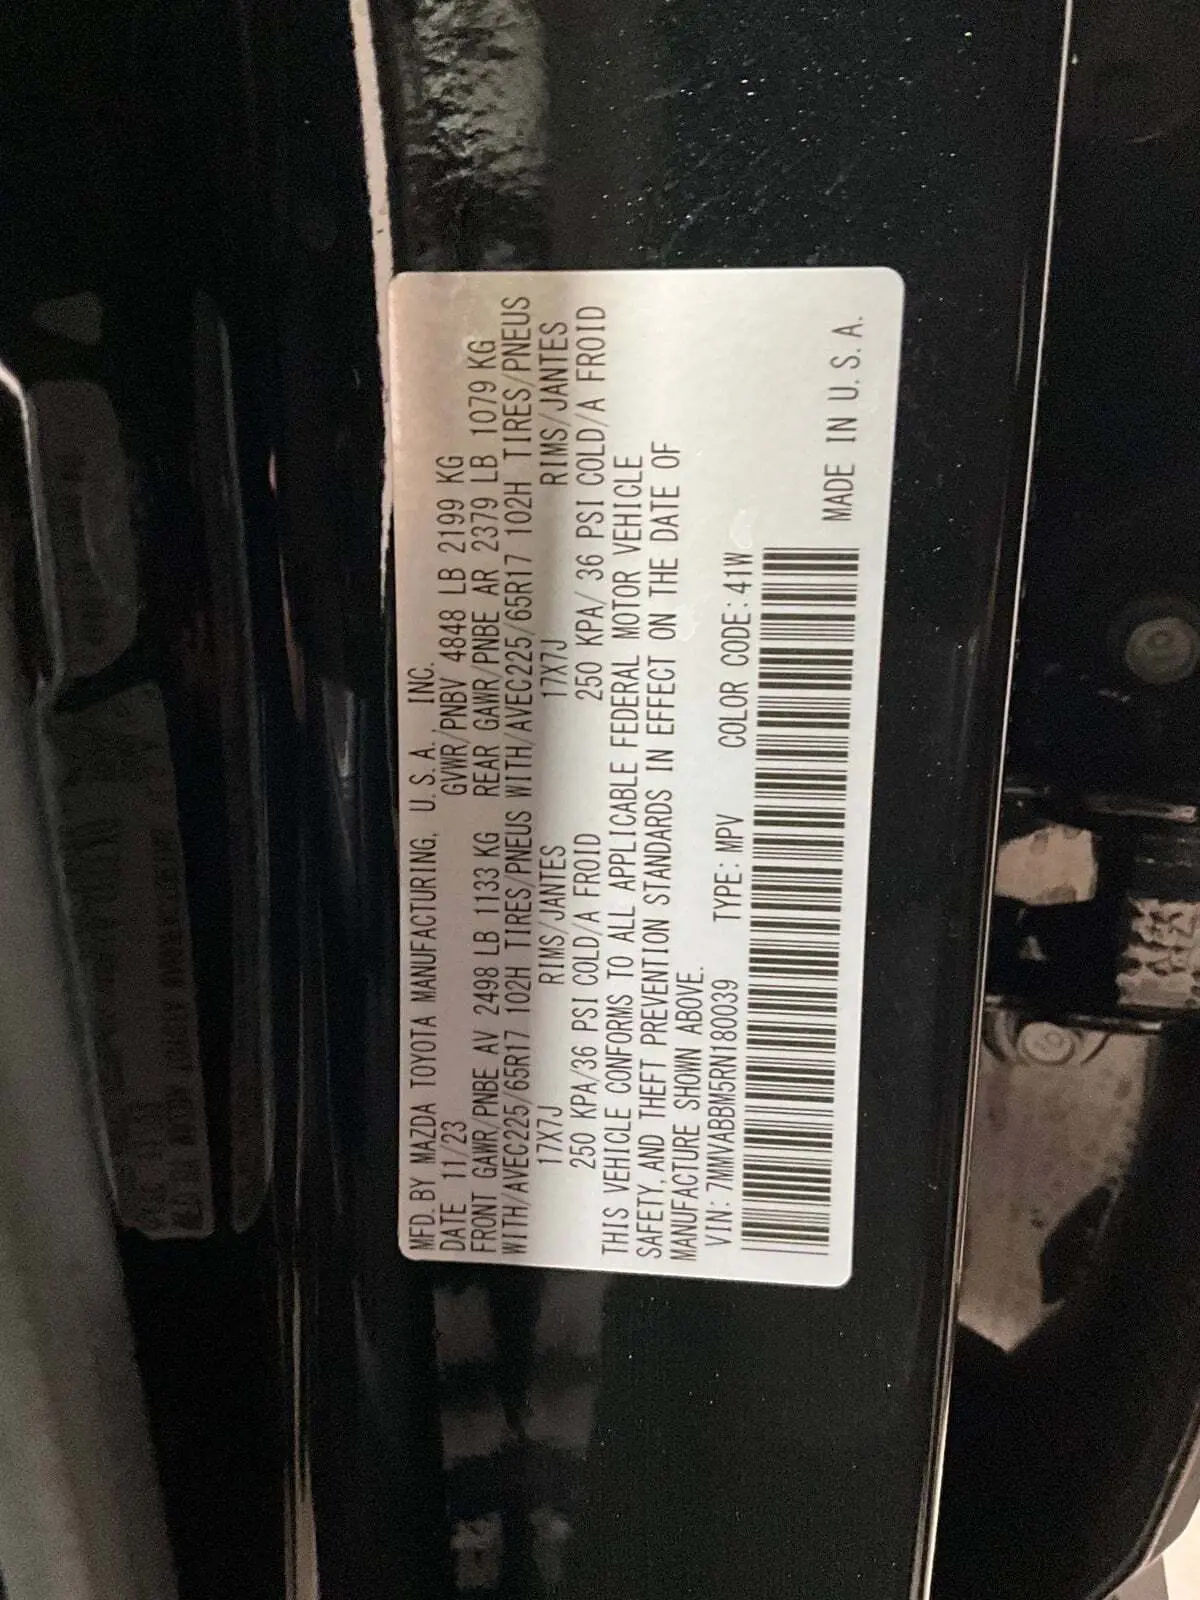 MFD. BY MAZDA TOYOTA MANUFACTURING, U.S.A., INC.
DATE 11/23 GVWR/PNBV 4848 LB 2199 KG
FRONT GAWR/PNBE AV 2498 LB 1133 KG REAR GAWR/PNBE AR 2379 LB 1079 KG
WITH/AVEC225/65R17 102H TIRES/PNEUS WITH/AVEC225/65R17 102H TIRES/PNEUS
17X7J RIMS/JANTES 17X7J RIMS/JANTES
250 KPA/36 PSI COLD/A FROID 250 KPA/ 36 PSI COLD/A FROID
THIS VEHICLE CONFORMS TO ALL APPLICABLE FEDERAL MOTOR VEHICLE
SAFETY, AND THEFT PREVENTION STANDARDS IN EFFECT ON THE DATE OF
MANUFACTURE SHOWN ABOVE.
VIN: 7MMVABBM5RN180039 TYPE: MPV COLOR CODE: 41W
MADE IN U.S.A.